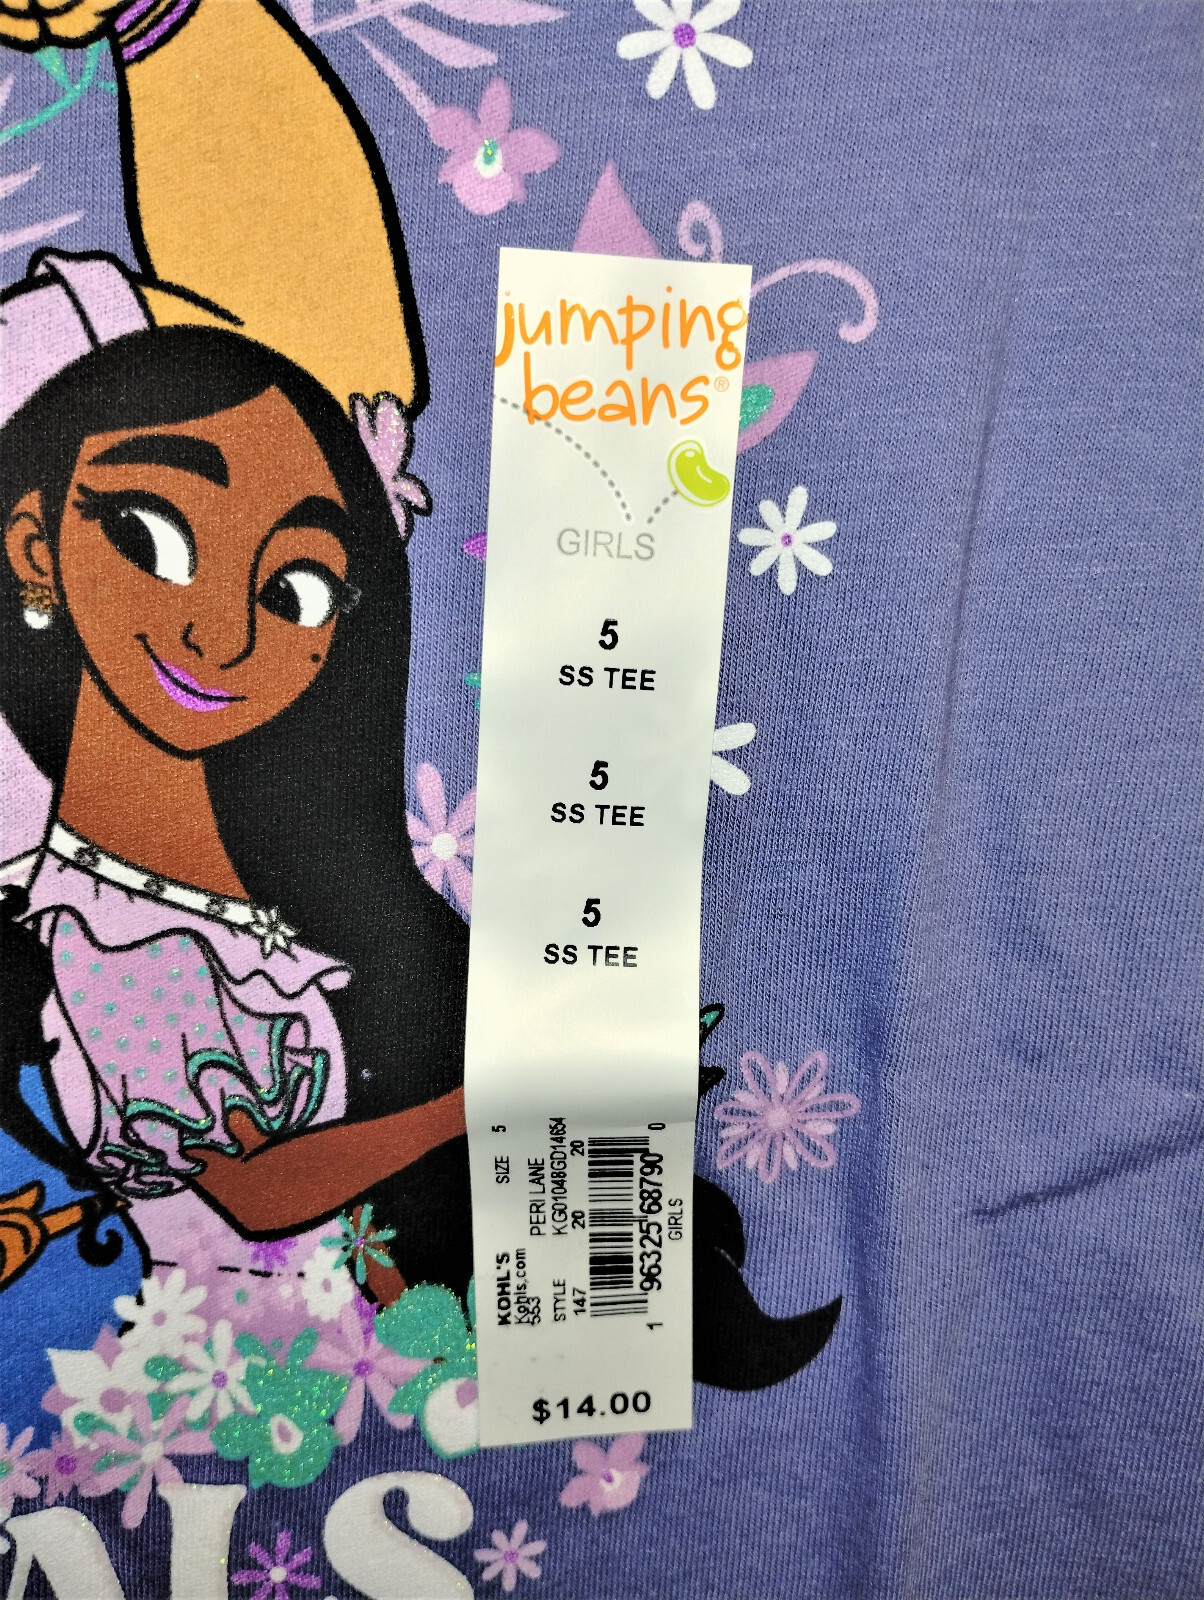 jumping
beans®
GIRLS
5
SS TEE
5
SS TEE
5
SS TEE
KOHL'S SIZE 5
Kohls.com
553 PERI LANE
STYLE KG01048GD14654
147 20 20
1 96325 68790 0
GIRLS
$14.00